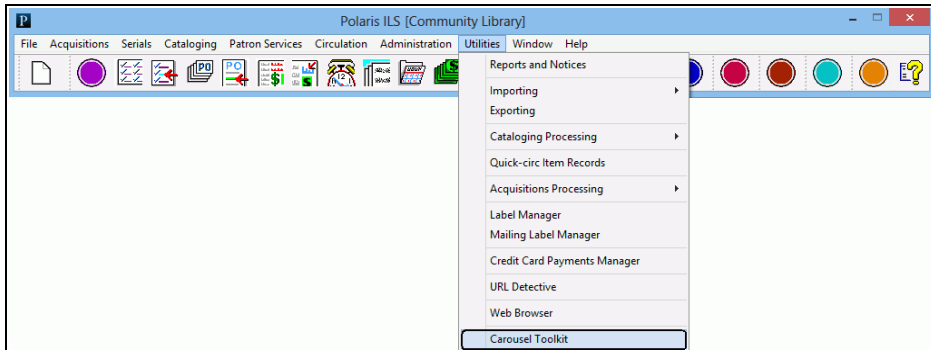 P Polaris ILS [Community Library]
File Acquisitions Serials Cataloging Patron Services Circulation Administration Utilities Window Help
PO PO
Reports and Notices
Importing
Exporting
Cataloging Processing
Quick-circ Item Records
Acquisitions Processing
Label Manager
Mailing Label Manager
Credit Card Payments Manager
URL Detective
Web Browser
Carousel Toolkit